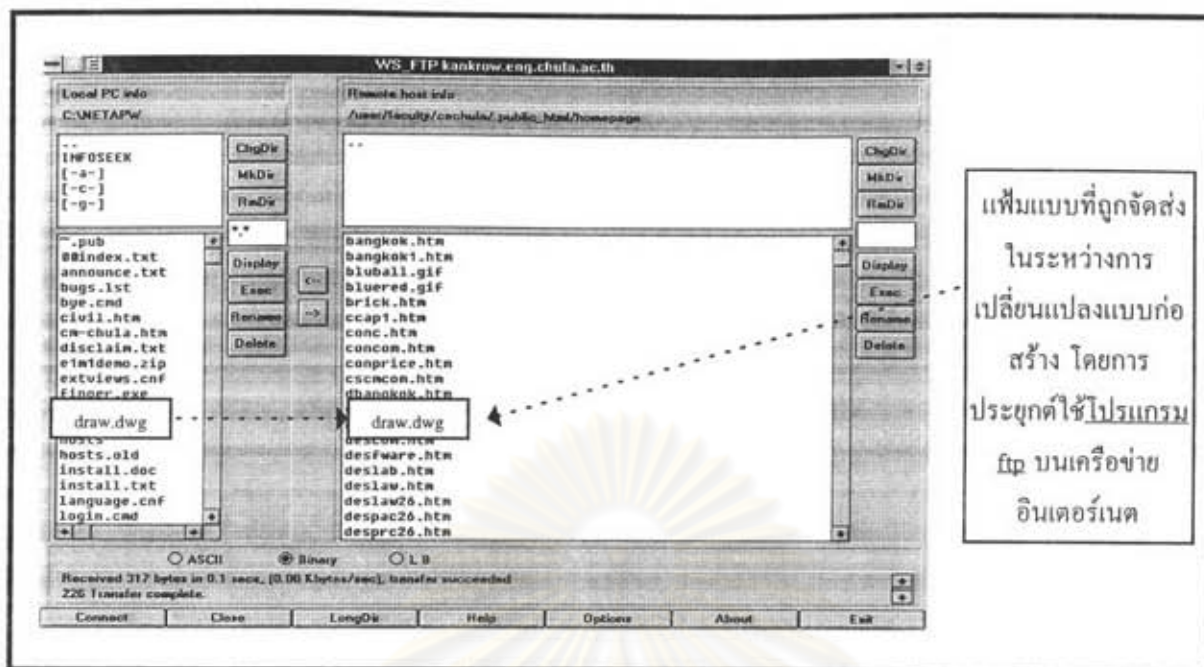 WS_FTP kankrow.eng.chula.ac.th
Local PC info
C:\NETAPW
Remote host info
/user/faculty/cechula/.public_html/homepage
..
INFOSEEK
[-a-]
[-c-]
[-g-]
ChgDir
MkDir
RmDir
*.*
Display
Exec
Rename
Delete
~.pub
00index.txt
announce.txt
bugs.lst
bye.cmd
civil.htm
cm-chula.htm
disclaim.txt
e1m1demo.zip
extviews.cnf
finger.exe
draw.dwg
hosts
hosts.old
install.doc
install.txt
language.cnf
login.cmd
<--
-->
..
bangkok.htm
bangkok1.htm
bluball.gif
bluered.gif
brick.htm
ccap1.htm
conc.htm
concom.htm
conprice.htm
cscmcom.htm
dbangkok.htm
draw.dwg
descom.htm
desfware.htm
deslab.htm
deslaw.htm
deslaw26.htm
despac26.htm
desprc26.htm
ChgDir
MkDir
RmDir
Display
Exec
Rename
Delete
แฟ้มแบบที่ถูกจัดส่ง
ในระหว่างการ
เปลี่ยนแปลงแบบก่อ
สร้าง โดยการ
ประยุกต์ใช้โปรแกรม
ftp บนเครือข่าย
อินเตอร์เนต
ASCII Binary L 8
Received 317 bytes in 0.1 secs, (0.00 Kbytes/sec), transfer succeeded
226 Transfer complete.
Connect Close LongDir Help Options About Exit